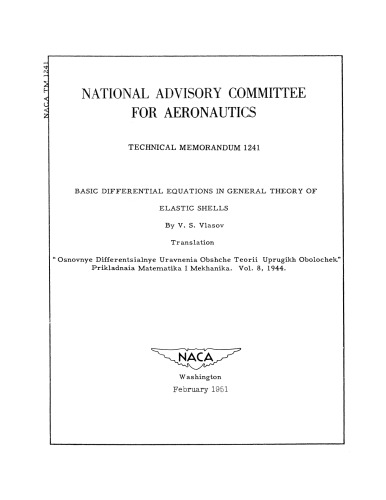 NACA TM 1241
NATIONAL ADVISORY COMMITTEE
FOR AERONAUTICS
TECHNICAL MEMORANDUM 1241
BASIC DIFFERENTIAL EQUATIONS IN GENERAL THEORY OF
ELASTIC SHELLS
By V. S. Vlasov
Translation
"Osnovnye Differentsialnye Uravnenia Obshche Teorii Uprugikh Obolochek"
Prikladnaia Matematika I Mekhanika. Vol. 8, 1944.
NACA
Washington
February 1951